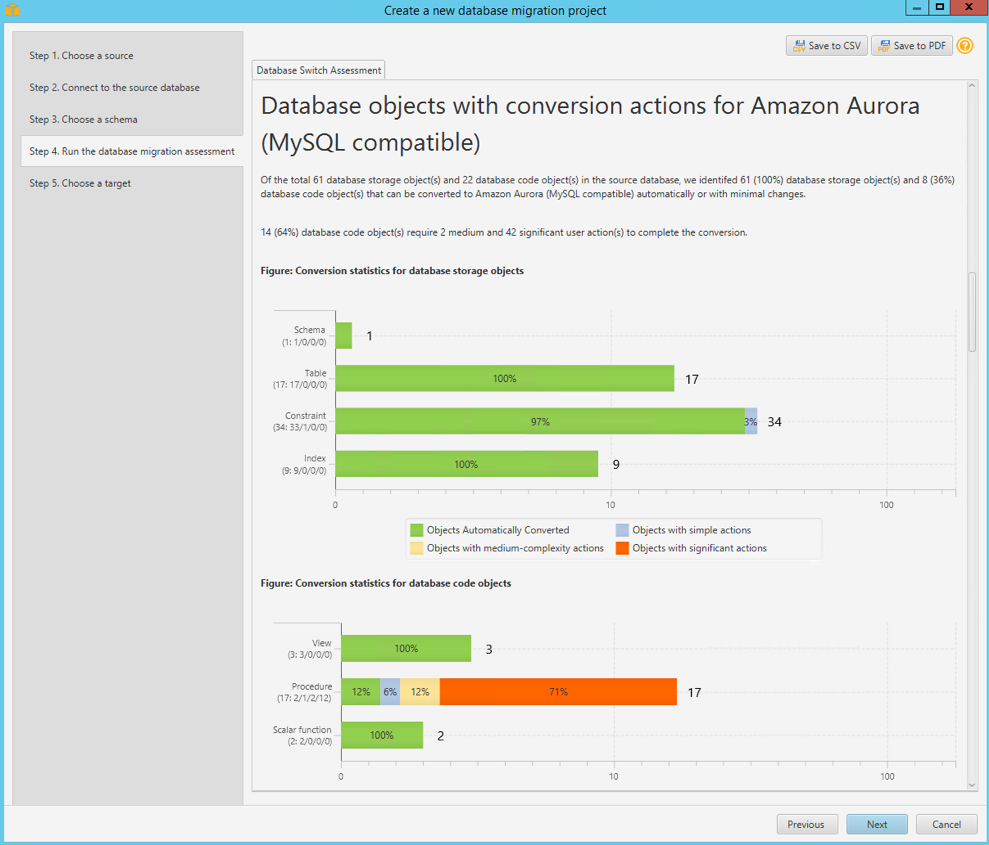 Create a new database migration project
Step 1. Choose a source
Step 2. Connect to the source database
Step 3. Choose a schema
Step 4. Run the database migration assessment
Step 5. Choose a target
CSV
Save to CSV
PDF
Save to PDF
?
Database Switch Assessment
Database objects with conversion actions for Amazon Aurora
(MySQL compatible)
Of the total 61 database storage object(s) and 22 database code object(s) in the source database, we identifed 61 (100%) database storage object(s) and 8 (36%)
database code object(s) that can be converted to Amazon Aurora (MySQL compatible) automatically or with minimal changes.
14 (64%) database code object(s) require 2 medium and 42 significant user action(s) to complete the conversion.
Figure: Conversion statistics for database storage objects
Schema
(1: 1/0/0/0)
1
Table
(17: 17/0/0/0)
100%
17
Constraint
(34: 33/1/0/0)
97%
3%
34
Index
(9: 9/0/0/0)
100%
9
0
10
100
Objects Automatically Converted
Objects with simple actions
Objects with medium-complexity actions
Objects with significant actions
Figure: Conversion statistics for database code objects
View
(3: 3/0/0/0)
100%
3
Procedure
(17: 2/1/2/12)
12%
6%
12%
71%
17
Scalar function
(2: 2/0/0/0)
100%
2
0
10
100
Previous
Next
Cancel